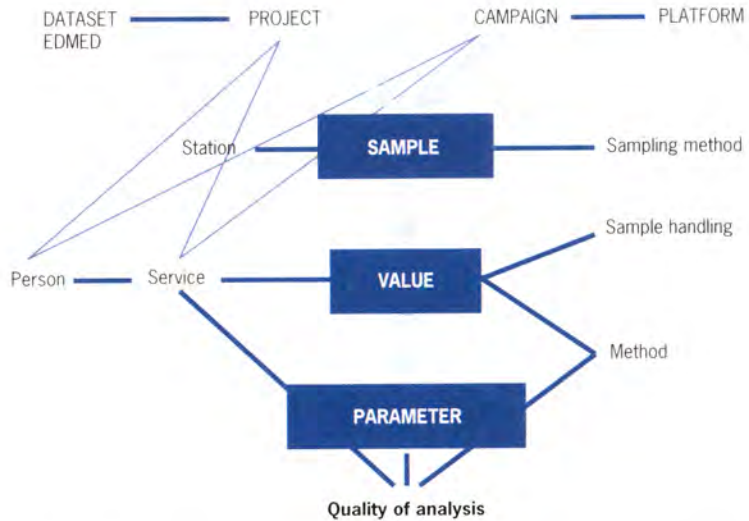 DATASET PROJECT CAMPAIGN PLATFORM
EDMED
Station SAMPLE Sampling method
Sample handling
Person Service VALUE
Method
PARAMETER
Quality of analysis